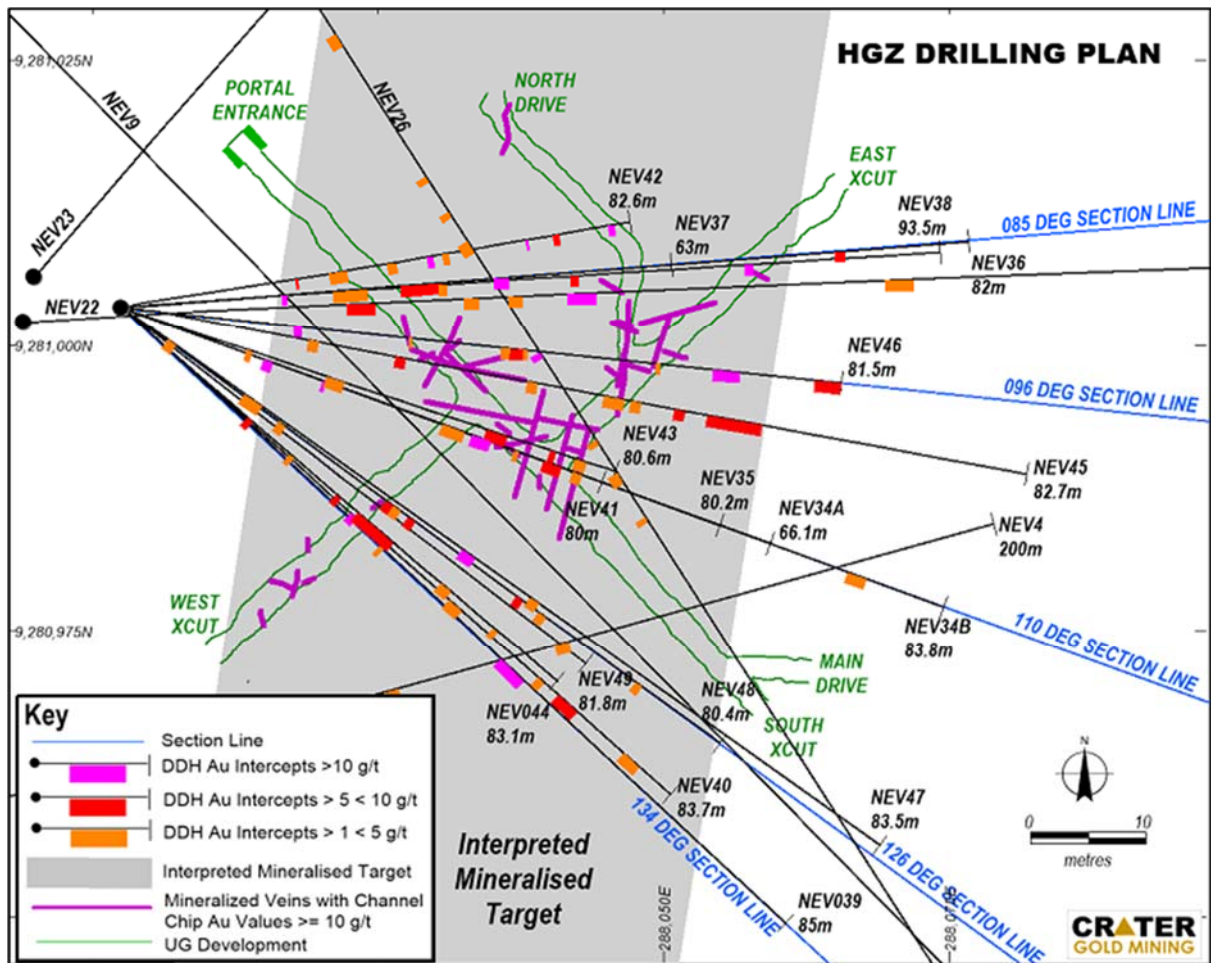 HGZ DRILLING PLAN
9,281,025N
NEV9
PORTAL
ENTRANCE
NEV26
NORTH
DRIVE
EAST
XCUT
NEV42
82.6m
NEV37
63m
NEV38
93.5m
085 DEG SECTION LINE
NEV36
82m
NEV23
NEV22
9,281,000N
NEV46
81.5m
096 DEG SECTION LINE
NEV43
80.6m
NEV45
82.7m
NEV35
80.2m
NEV34A
66.1m
NEV41
80m
NEV4
200m
WEST
XCUT
9,280,975N
NEV34B
83.8m
110 DEG SECTION LINE
MAIN
DRIVE
NEV49
81.8m
NEV48
80.4m
NEV044
83.1m
SOUTH
XCUT
NEV40
83.7m
134 DEG SECTION LINE
NEV47
83.5m
126 DEG SECTION LINE
NEV039
85m
Interpreted
Mineralised
Target
288,050E
N
0 10
metres
CRATER
GOLD MINING
Key
Section Line
DDH Au Intercepts >10 g/t
DDH Au Intercepts > 5 < 10 g/t
DDH Au Intercepts > 1 < 5 g/t
Interpreted Mineralised Target
Mineralized Veins with Channel
Chip Au Values >= 10 g/t
UG Development